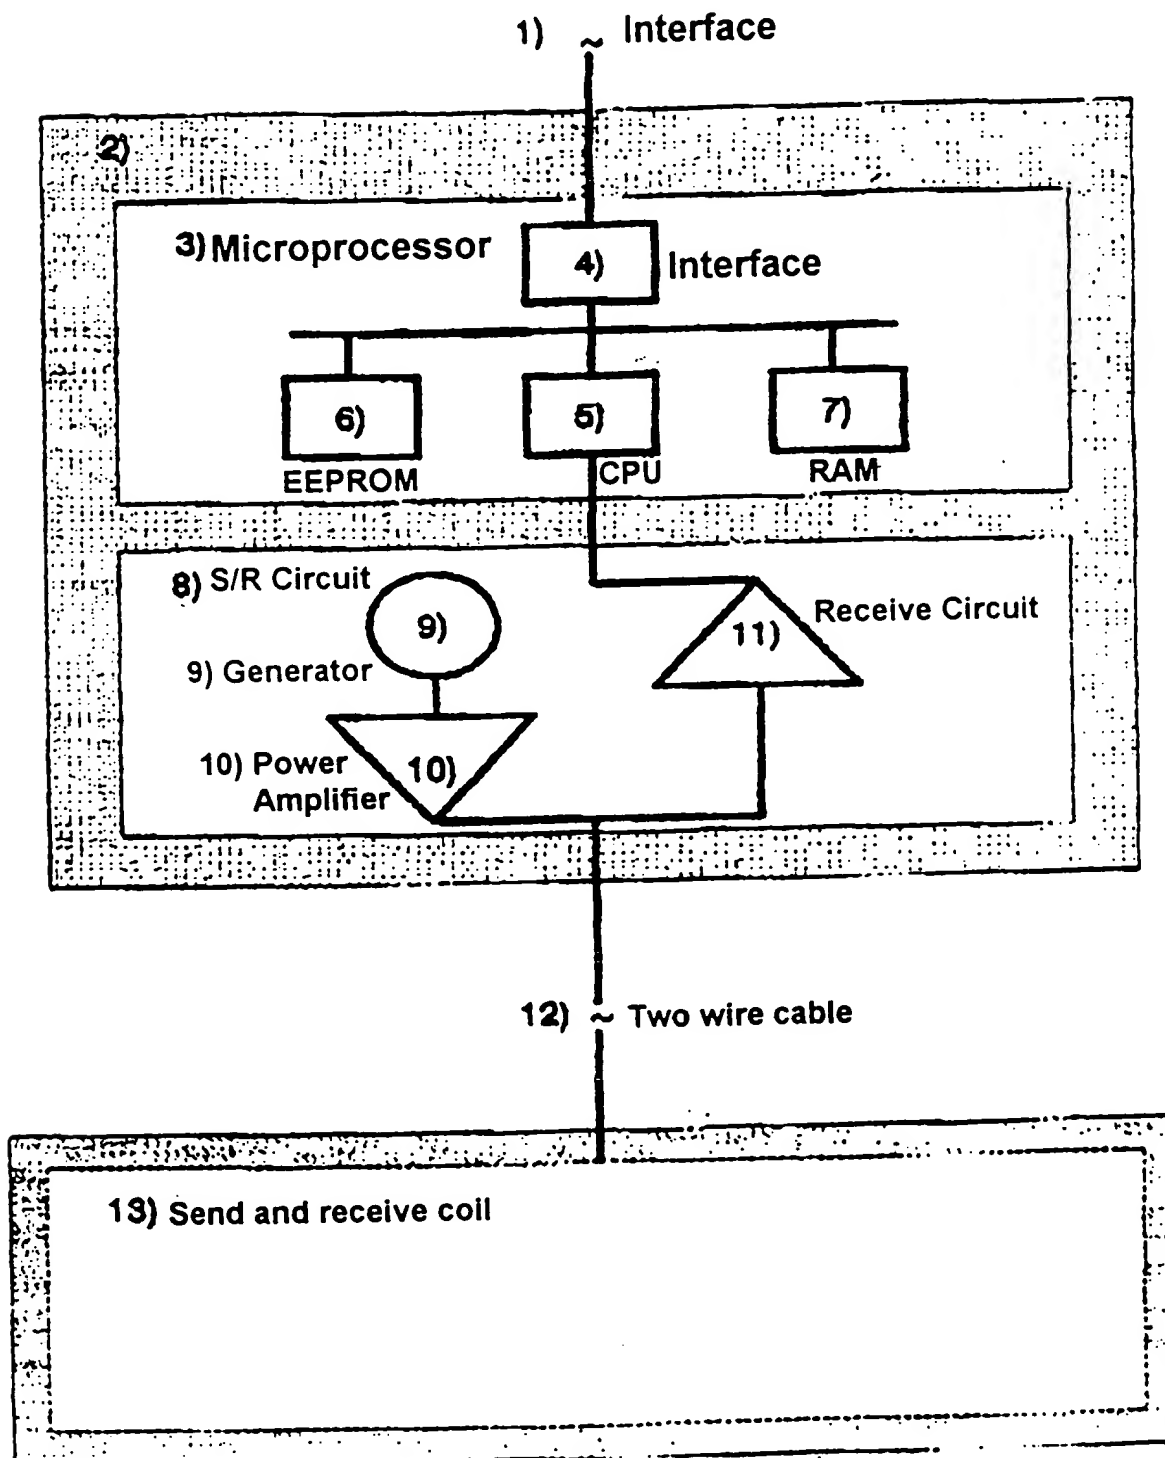 1) ~ Interface
2)
3) Microprocessor
4) Interface
6) 5) 7)
EEPROM CPU RAM
8) S/R Circuit
9)
11) Receive Circuit
9) Generator
10) Power
Amplifier
10)
12) ~ Two wire cable
13) Send and receive coil